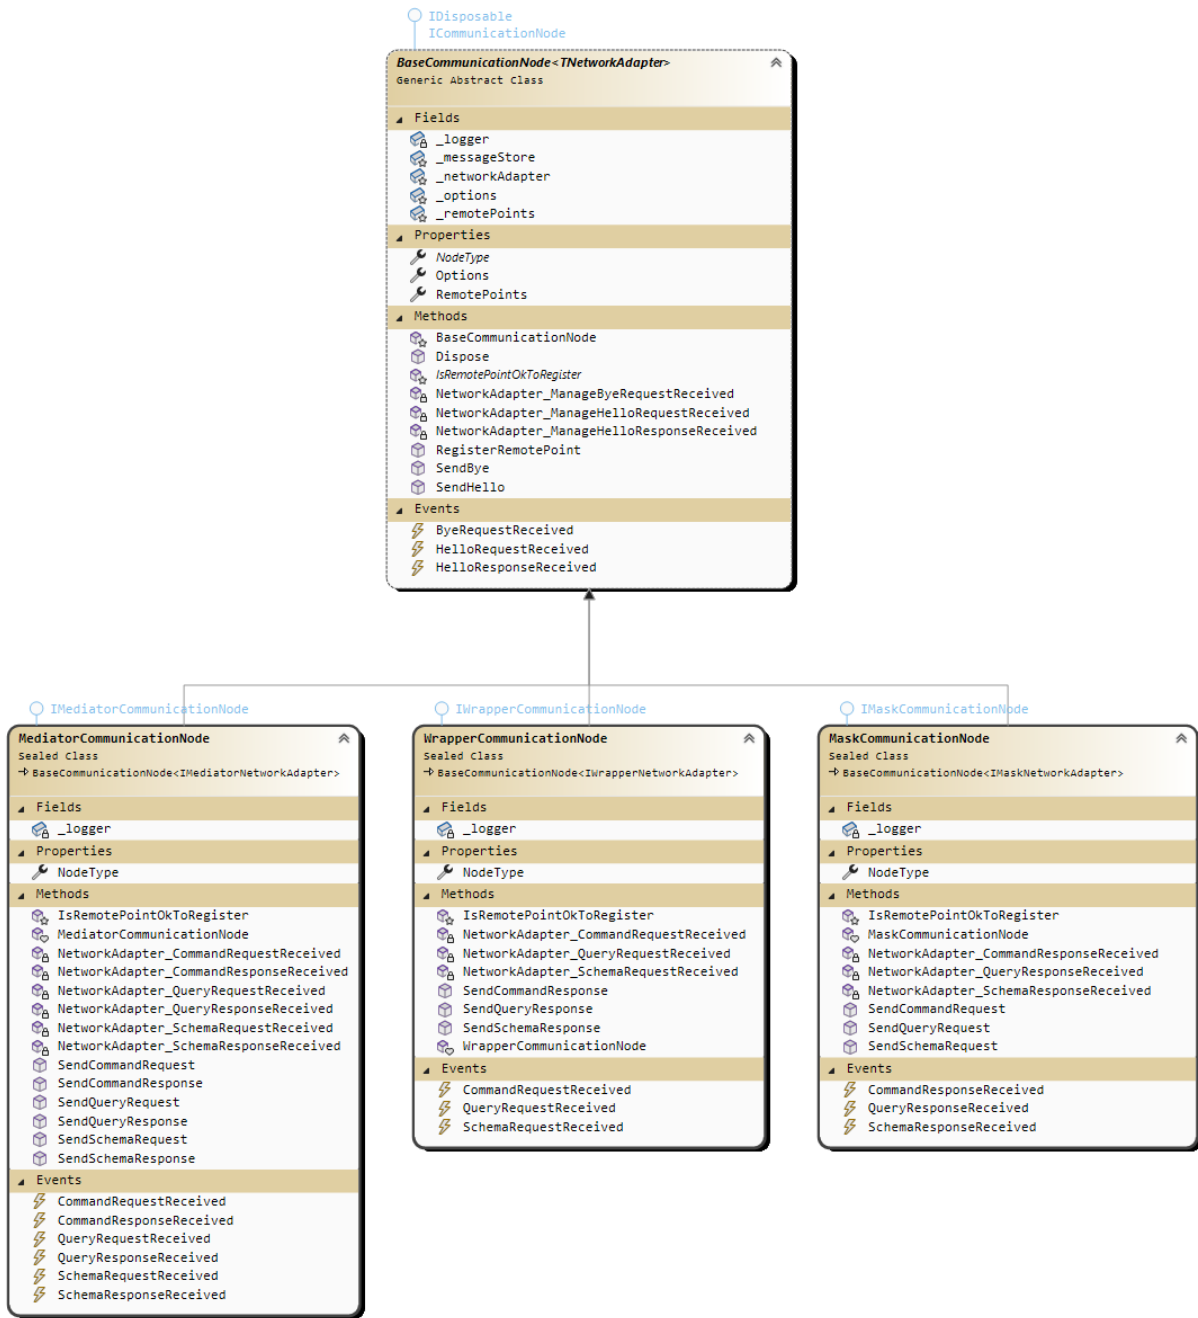 IDisposable
ICommunicationNode
BaseCommunicationNode<TNetworkAdapter>
Generic Abstract Class
Fields
_logger
_messageStore
_networkAdapter
_options
_remotePoints
Properties
NodeType
Options
RemotePoints
Methods
BaseCommunicationNode
Dispose
IsRemotePointOkToRegister
NetworkAdapter_ManageByeRequestReceived
NetworkAdapter_ManageHelloRequestReceived
NetworkAdapter_ManageHelloResponseReceived
RegisterRemotePoint
SendBye
SendHello
Events
ByeRequestReceived
HelloRequestReceived
HelloResponseReceived
IMediatorCommunicationNode
MediatorCommunicationNode
Sealed Class
BaseCommunicationNode<IMediatorNetworkAdapter>
Fields
_logger
Properties
NodeType
Methods
IsRemotePointOkToRegister
MediatorCommunicationNode
NetworkAdapter_CommandRequestReceived
NetworkAdapter_CommandResponseReceived
NetworkAdapter_QueryRequestReceived
NetworkAdapter_QueryResponseReceived
NetworkAdapter_SchemaRequestReceived
NetworkAdapter_SchemaResponseReceived
SendCommandRequest
SendCommandResponse
SendQueryRequest
SendQueryResponse
SendSchemaRequest
SendSchemaResponse
Events
CommandRequestReceived
CommandResponseReceived
QueryRequestReceived
QueryResponseReceived
SchemaRequestReceived
SchemaResponseReceived
IWrapperCommunicationNode
WrapperCommunicationNode
Sealed Class
BaseCommunicationNode<IWrapperNetworkAdapter>
Fields
_logger
Properties
NodeType
Methods
IsRemotePointOkToRegister
NetworkAdapter_CommandRequestReceived
NetworkAdapter_QueryRequestReceived
NetworkAdapter_SchemaRequestReceived
SendCommandResponse
SendQueryResponse
SendSchemaResponse
WrapperCommunicationNode
Events
CommandRequestReceived
QueryRequestReceived
SchemaRequestReceived
IMaskCommunicationNode
MaskCommunicationNode
Sealed Class
BaseCommunicationNode<IMaskNetworkAdapter>
Fields
_logger
Properties
NodeType
Methods
IsRemotePointOkToRegister
MaskCommunicationNode
NetworkAdapter_CommandResponseReceived
NetworkAdapter_QueryResponseReceived
NetworkAdapter_SchemaResponseReceived
SendCommandRequest
SendQueryRequest
SendSchemaRequest
Events
CommandResponseReceived
QueryResponseReceived
SchemaResponseReceived